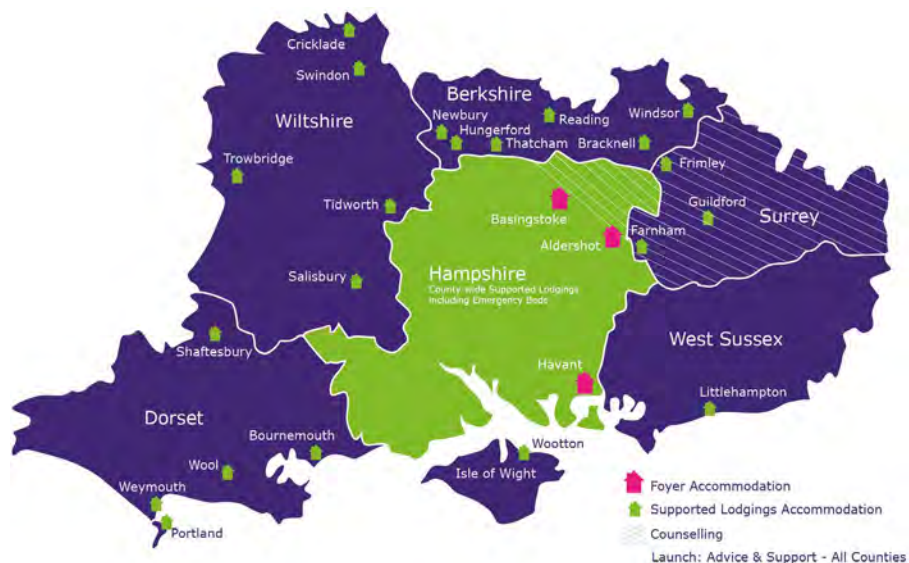 Cricklade
Swindon
Wiltshire
Trowbridge
Tidworth
Salisbury
Berkshire
Newbury
Hungerford
Thatcham
Reading
Windsor
Bracknell
Frimley
Guildford
Surrey
Farnham
Basingstoke
Aldershot
Hampshire
County wide Supported Lodgings
Including Emergency Beds
Havant
West Sussex
Littlehampton
Shaftesbury
Dorset
Bournemouth
Wool
Weymouth
Portland
Wootton
Isle of Wight
Foyer Accommodation
Supported Lodgings Accommodation
Counselling
Launch: Advice & Support - All Counties